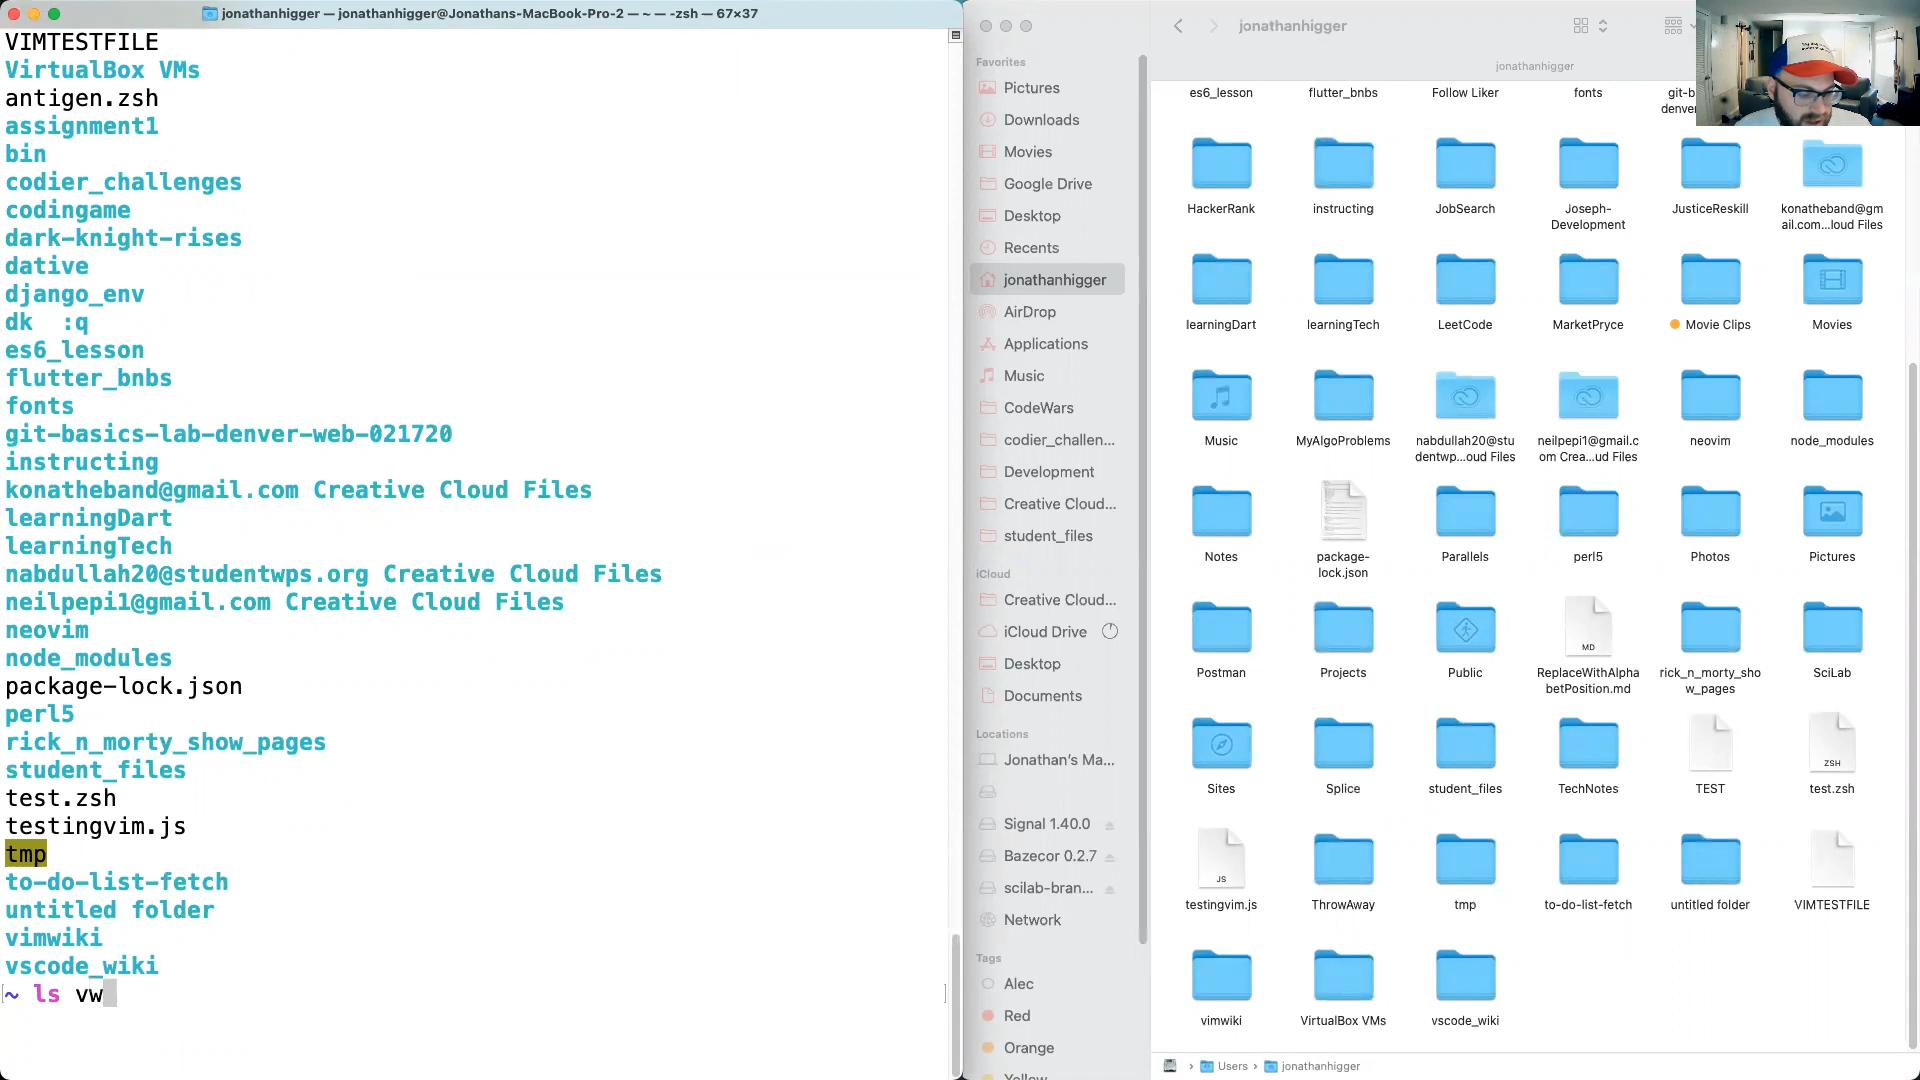 jonathanhigger — jonathanhigger@Jonathans-MacBook-Pro-2 — ~ — -zsh — 67×37
VIMTESTFILE
VirtualBox VMs
antigen.zsh
assignment1
bin
codier_challenges
codingame
dark-knight-rises
dative
django_env
dk  :q
es6_lesson
flutter_bnbs
fonts
git-basics-lab-denver-web-021720
instructing
konatheband@gmail.com Creative Cloud Files
learningDart
learningTech
nabdullah20@studentwps.org Creative Cloud Files
neilpepi1@gmail.com Creative Cloud Files
neovim
node_modules
package-lock.json
perl5
rick_n_morty_show_pages
student_files
test.zsh
testingvim.js
tmp
to-do-list-fetch
untitled folder
vimwiki
vscode_wiki
~ ls vw
Favorites
Pictures
Downloads
Movies
Google Drive
Desktop
Recents
jonathanhigger
AirDrop
Applications
Music
CodeWars
codier_challen...
Development
Creative Cloud...
student_files
iCloud
Creative Cloud...
iCloud Drive
Desktop
Documents
Locations
Jonathan's Ma...
Signal 1.40.0
Bazecor 0.2.7
scilab-bran...
Network
Tags
Alec
Red
Orange
Yellow
jonathanhigger
jonathanhigger
es6_lesson flutter_bnbs Follow Liker fonts git-b
denver
HackerRank instructing JobSearch Joseph-
Development JusticeReskill konatheband@gm
ail.com...loud Files
learningDart learningTech LeetCode MarketPryce Movie Clips Movies
Music MyAlgoProblems nabdullah20@stu
dentwp...oud Files neilpepi1@gmail.c
om Crea...ud Files neovim node_modules
Notes package-
lock.json Parallels perl5 Photos Pictures
MD
Postman Projects Public ReplaceWithAlpha
betPosition.md rick_n_morty_sho
w_pages SciLab
ZSH
Sites Splice student_files TechNotes TEST test.zsh
JS
testingvim.js ThrowAway tmp to-do-list-fetch untitled folder VIMTESTFILE
vimwiki VirtualBox VMs vscode_wiki
Users › jonathanhigger